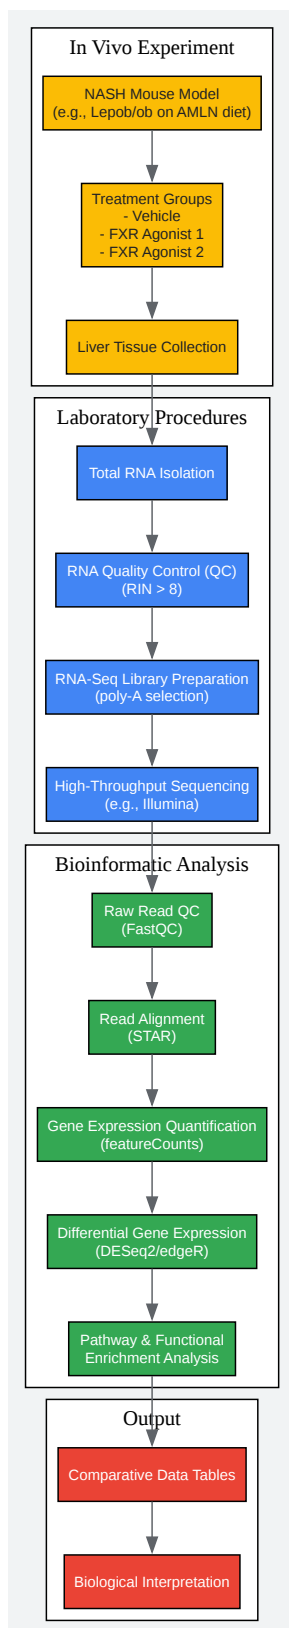 In Vivo Experiment
NASH Mouse Model
(e.g., Lepob/ob on AMLN diet)
Treatment Groups
- Vehicle
- FXR Agonist 1
- FXR Agonist 2
Liver Tissue Collection
Laboratory Procedures
Total RNA Isolation
RNA Quality Control (QC)
(RIN > 8)
RNA-Seq Library Preparation
(poly-A selection)
High-Throughput Sequencing
(e.g., Illumina)
Bioinformatic Analysis
Raw Read QC
(FastQC)
Read Alignment
(STAR)
Gene Expression Quantification
(featureCounts)
Differential Gene Expression
(DESeq2/edgeR)
Pathway & Functional
Enrichment Analysis
Output
Comparative Data Tables
Biological Interpretation